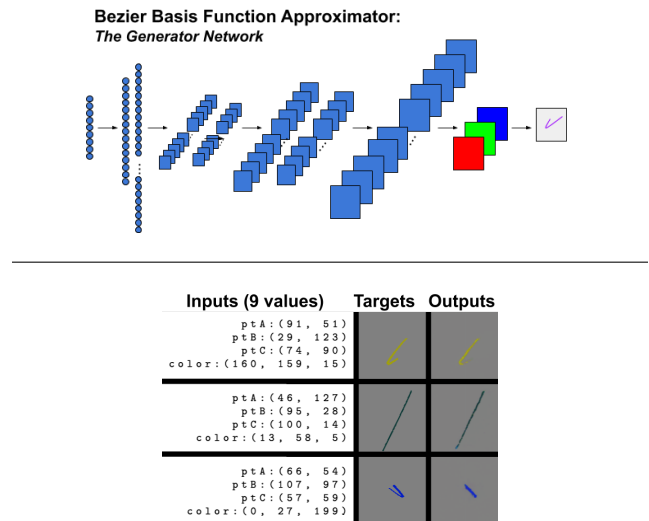 Bezier Basis Function Approximator:
The Generator Network
Inputs (9 values) Targets Outputs
ptA:(91, 51)
ptB:(29, 123)
ptC:(74, 90)
color:(160, 159, 15)
ptA:(46, 127)
ptB:(95, 28)
ptC:(100, 14)
color:(13, 58, 5)
ptA:(66, 54)
ptB:(107, 97)
ptC:(57, 59)
color:(0, 27, 199)